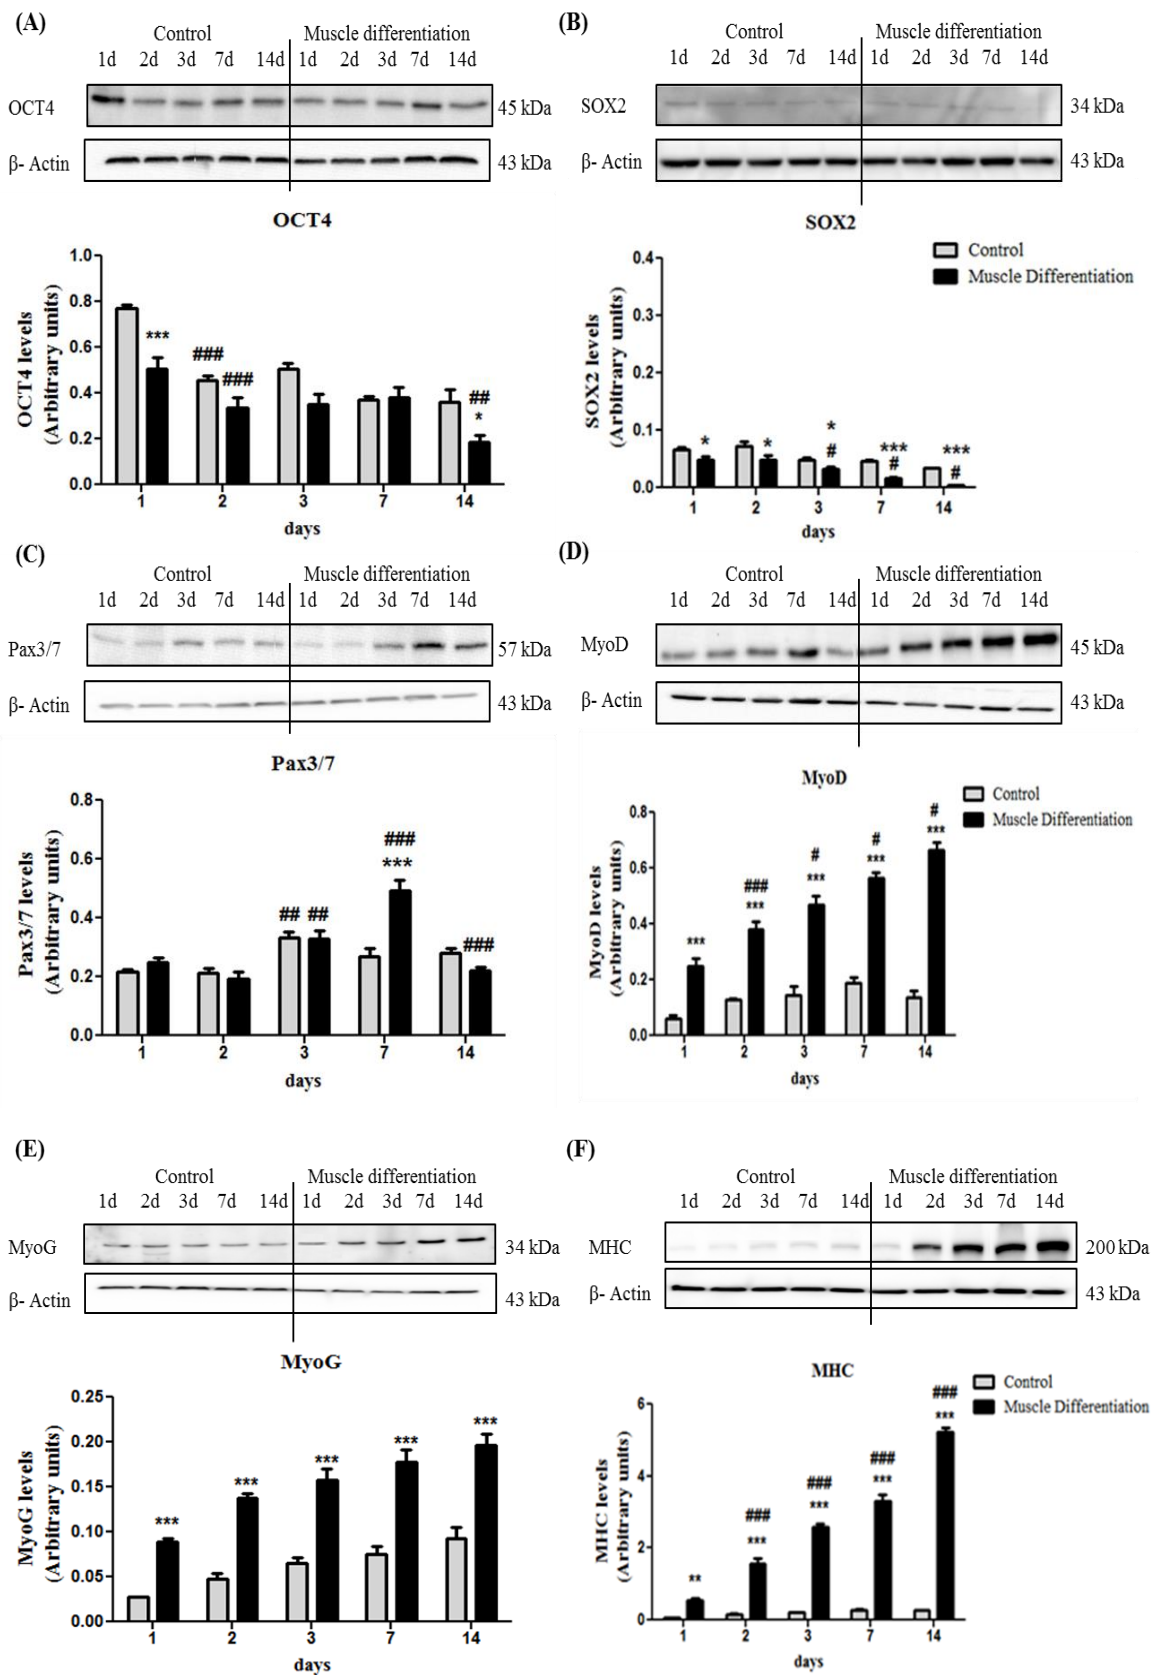 (A)
Control Muscle differentiation
1d 2d 3d 7d 14d 1d 2d 3d 7d 14d
OCT4 45 kDa
β- Actin 43 kDa
OCT4
OCT4 levels
(Arbitrary units)
1.0
0.8
0.6
0.4
0.2
0.0
***
###
###
##
*
1 2 3 7 14
days
(B)
Control Muscle differentiation
1d 2d 3d 7d 14d 1d 2d 3d 7d 14d
SOX2 34 kDa
β- Actin 43 kDa
SOX2
Control
Muscle Differentiation
SOX2 levels
(Arbitrary units)
0.4
0.3
0.2
0.1
0.0
*
*
*
#
***
#
***
#
1 2 3 7 14
days
(C)
Control Muscle differentiation
1d 2d 3d 7d 14d 1d 2d 3d 7d 14d
Pax3/7 57 kDa
β- Actin 43 kDa
Pax3/7
Pax3/7 levels
(Arbitrary units)
0.8
0.6
0.4
0.2
0.0
## ##
###
***
###
1 2 3 7 14
days
(D)
Control Muscle differentiation
1d 2d 3d 7d 14d 1d 2d 3d 7d 14d
MyoD 45 kDa
β- Actin 43 kDa
MyoD
Control
Muscle Differentiation
MyoD levels
(Arbitrary units)
0.8
0.6
0.4
0.2
0.0
***
###
***
#
***
#
***
#
***
1 2 3 7 14
days
(E)
Control Muscle differentiation
1d 2d 3d 7d 14d 1d 2d 3d 7d 14d
MyoG 34 kDa
β- Actin 43 kDa
MyoG
MyoG levels
(Arbitrary units)
0.25
0.20
0.15
0.10
0.05
0.00
***
***
***
***
***
1 2 3 7 14
days
(F)
Control Muscle differentiation
1d 2d 3d 7d 14d 1d 2d 3d 7d 14d
MHC 200 kDa
β- Actin 43 kDa
MHC
Control
Muscle Differentiation
MHC levels
(Arbitrary units)
6
4
2
0
**
###
***
###
***
###
***
###
***
1 2 3 7 14
days